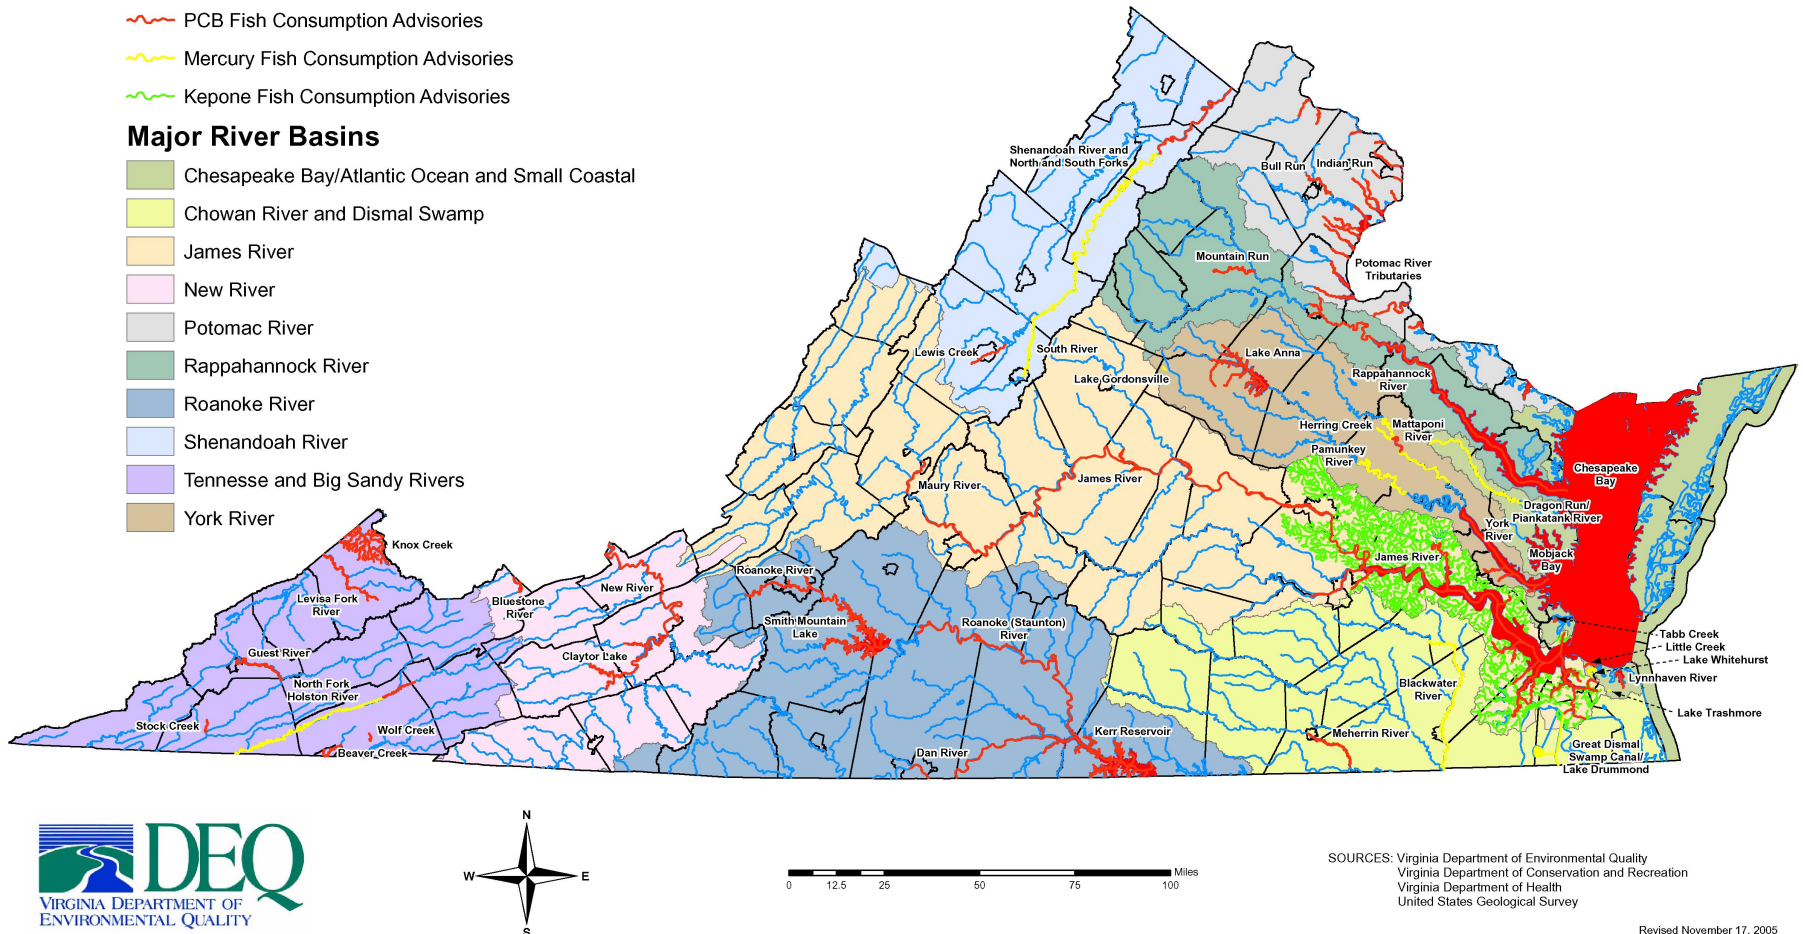 PCB Fish Consumption Advisories
Mercury Fish Consumption Advisories
Kepone Fish Consumption Advisories
Major River Basins
Chesapeake Bay/Atlantic Ocean and Small Coastal
Chowan River and Dismal Swamp
James River
New River
Potomac River
Rappahannock River
Roanoke River
Shenandoah River
Tennesse and Big Sandy Rivers
York River
Shenandoah River and
North and South Forks
Bull Run
Indian Run
Mountain Run
Potomac River
Tributaries
Lewis Creek
South River
Lake Gordonsville
Lake Anna
Rappahannock
River
Herring Creek
Mattaponi
River
Pamunkey
River
Chesapeake
Bay
Maury River
James River
Dragon Run/
Piankatank River
York
River
Mobjack
Bay
James River
Knox Creek
Levisa Fork
River
Bluestone
River
New River
Roanoke River
Smith Mountain
Lake
Roanoke (Staunton)
River
Tabb Creek
Little Creek
Lake Whitehurst
Lynnhaven River
Lake Trashmore
Guest River
Claytor Lake
North Fork
Holston River
Blackwater
River
Stock Creek
Wolf Creek
Beaver Creek
Dan River
Kerr Reservoir
Meherrin River
Great Dismal
Swamp Canal/
Lake Drummond
DEQ
VIRGINIA DEPARTMENT OF
ENVIRONMENTAL QUALITY
N
W
E
S
0 12.5 25 50 75 100
Miles
SOURCES: Virginia Department of Environmental Quality
Virginia Department of Conservation and Recreation
Virginia Department of Health
United States Geological Survey
Revised November 17, 2005